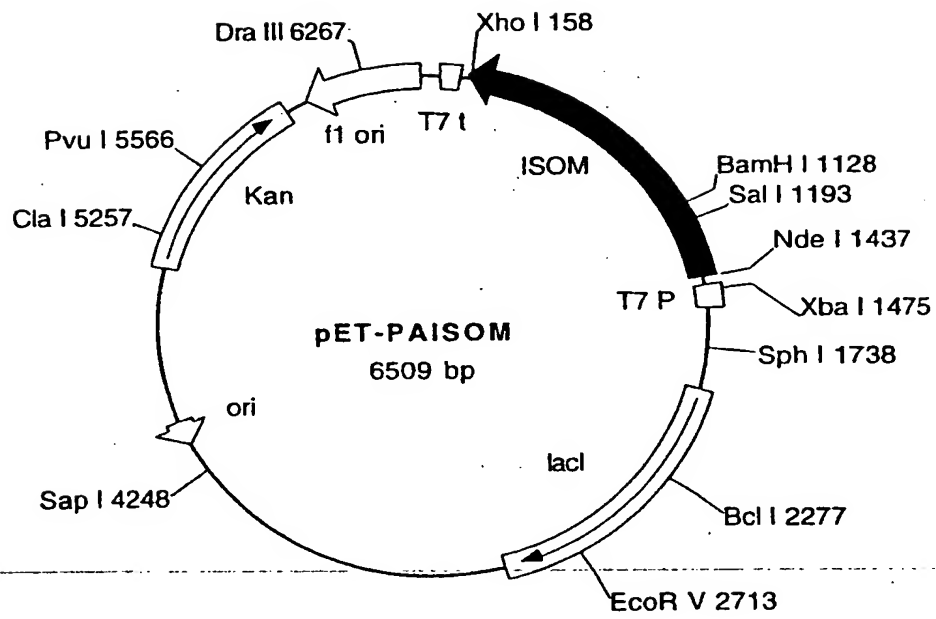 Xho I 158
Dra III 6267
T7 t
f1 ori
Pvu I 5566
ISOM
BamH I 1128
Sal I 1193
Kan
Cla I 5257
Nde I 1437
T7 P
Xba I 1475
pET-PAISOM
6509 bp
Sph I 1738
ori
lacI
Sap I 4248
Bcl I 2277
EcoR V 2713